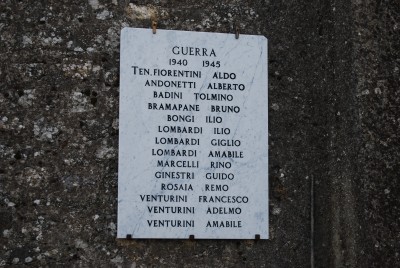 GUERRA
1940 1945
TEN. FIORENTINI ALDO
ANDONETTI ALBERTO
BADINI TOLMINO
BRAMAPANE BRUNO
BONGI ILIO
LOMBARDI ILIO
LOMBARDI GIGLIO
LOMBARDI AMABILE
MARCELLI RINO
GINESTRI GUIDO
ROSAIA REMO
VENTURINI FRANCESCO
VENTURINI ADELMO
VENTURINI AMABILE